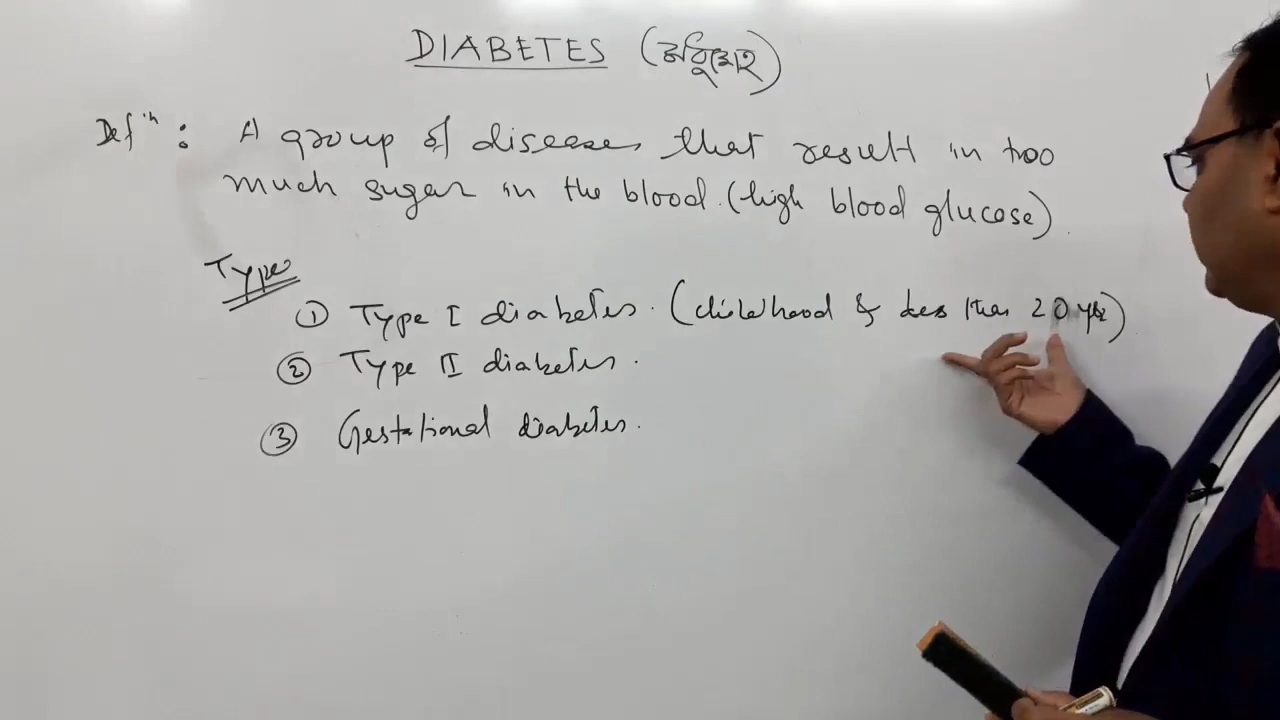 DIABETES (মধুমেহ)
Defⁿ : A group of diseases that result in too
much sugar in the blood. (high blood glucose).
Type
① Type I diabetes. (childhood & less than 20 yrs)
② Type II diabetes.
③ Gestational diabetes.